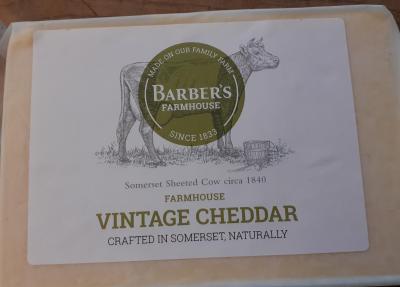 MADE ON OUR FAMILY FARM
BARBER'S
FARMHOUSE
SINCE 1833
Somerset Sheeted Cow circa 1840
FARMHOUSE
VINTAGE CHEDDAR
CRAFTED IN SOMERSET, NATURALLY